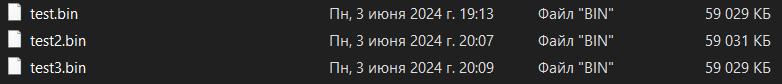 test.bin Пн, 3 июня 2024 г. 19:13 Файл "BIN" 59 029 КБ
test2.bin Пн, 3 июня 2024 г. 20:07 Файл "BIN" 59 031 КБ
test3.bin Пн, 3 июня 2024 г. 20:09 Файл "BIN" 59 029 КБ